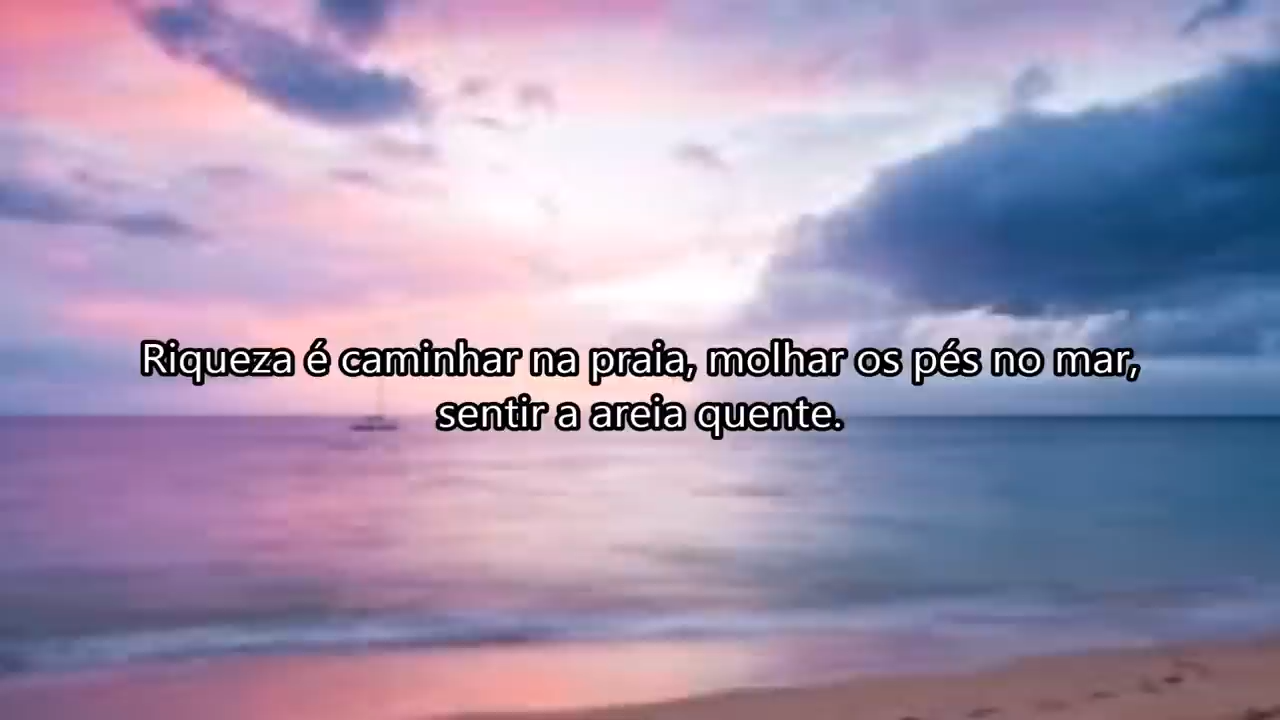 Riqueza é caminhar na praia, molhar os pés no mar,
sentir a areia quente.